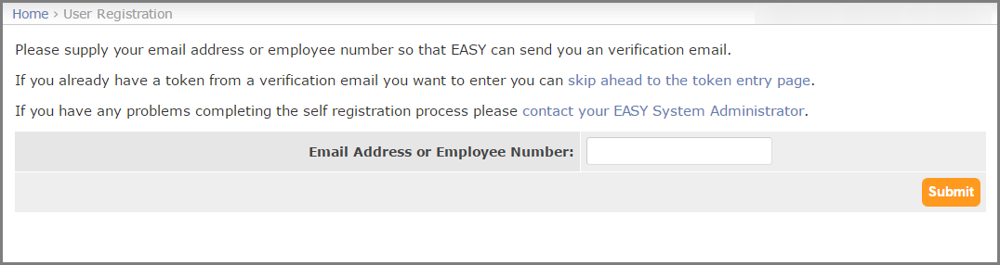 Home › User Registration
Please supply your email address or employee number so that EASY can send you an verification email.
If you already have a token from a verification email you want to enter you can skip ahead to the token entry page.
If you have any problems completing the self registration process please contact your EASY System Administrator.
Email Address or Employee Number:
Submit